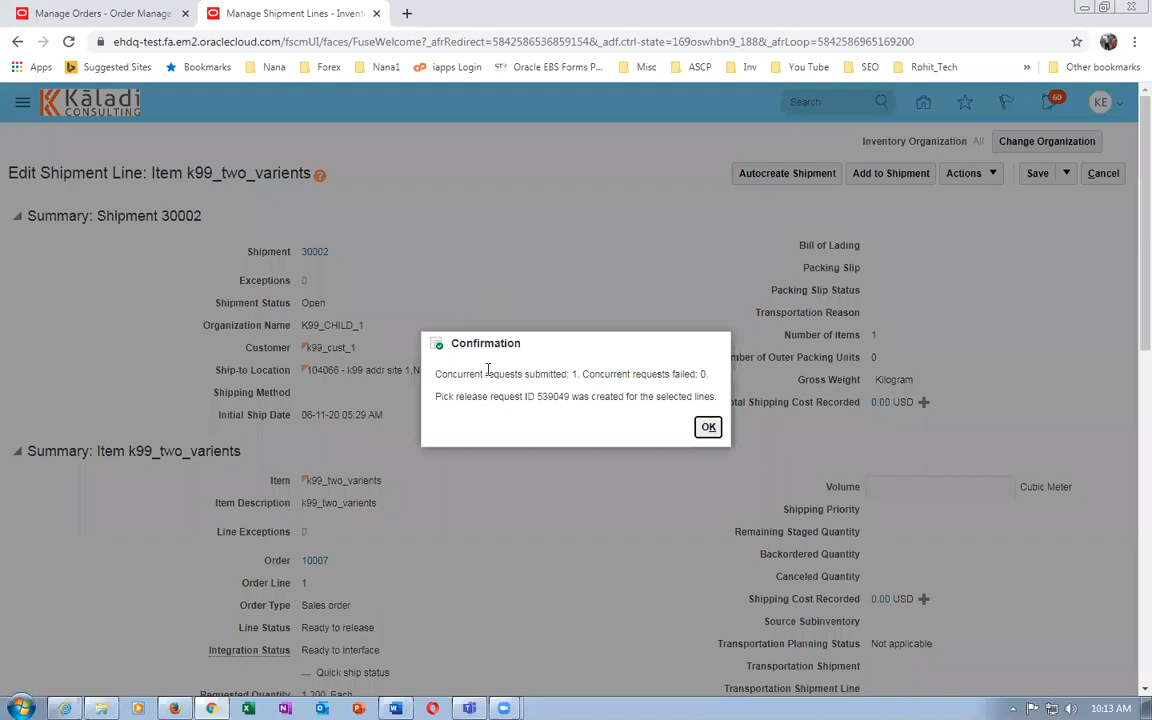 Manage Orders - Order Manage
Manage Shipment Lines - Invent
ehdq-test.fa.em2.oraclecloud.com/fscmUI/faces/FuseWelcome?_afrRedirect=5842586536859154&_adf.ctrl-state=169oswhbn9_188&_afrLoop=5842586965169200
Apps Suggested Sites Bookmarks Nana Forex Nana1 iapps Login Oracle EBS Forms P... Misc ASCP Inv You Tube SEO Rohit_Tech » Other bookmarks
Kāladi
CONSULTING
Search
60
KE
Inventory Organization All Change Organization
Edit Shipment Line: Item k99_two_varients ?
Autocreate Shipment Add to Shipment Actions Save Cancel
Summary: Shipment 30002
Shipment 30002
Exceptions 0
Shipment Status Open
Organization Name K99_CHILD_1
Customer k99_cust_1
Ship-to Location 104066 - k99 addr site 1,N
Shipping Method
Initial Ship Date 06-11-20 05:29 AM
Bill of Lading
Packing Slip
Packing Slip Status
Transportation Reason
Number of Items 1
Number of Outer Packing Units 0
Gross Weight Kilogram
Total Shipping Cost Recorded 0.00 USD
Confirmation
Concurrent requests submitted: 1. Concurrent requests failed: 0.
Pick release request ID 539049 was created for the selected lines.
OK
Summary: Item k99_two_varients
Item k99_two_varients
Item Description k99_two_varients
Line Exceptions 0
Order 10007
Order Line 1
Order Type Sales order
Line Status Ready to release
Integration Status Ready to interface
Quick ship status
Requested Quantity 1,200 Each
Volume Cubic Meter
Shipping Priority
Remaining Staged Quantity
Backordered Quantity
Canceled Quantity
Shipping Cost Recorded 0.00 USD
Source Subinventory
Transportation Planning Status Not applicable
Transportation Shipment
Transportation Shipment Line
10:13 AM